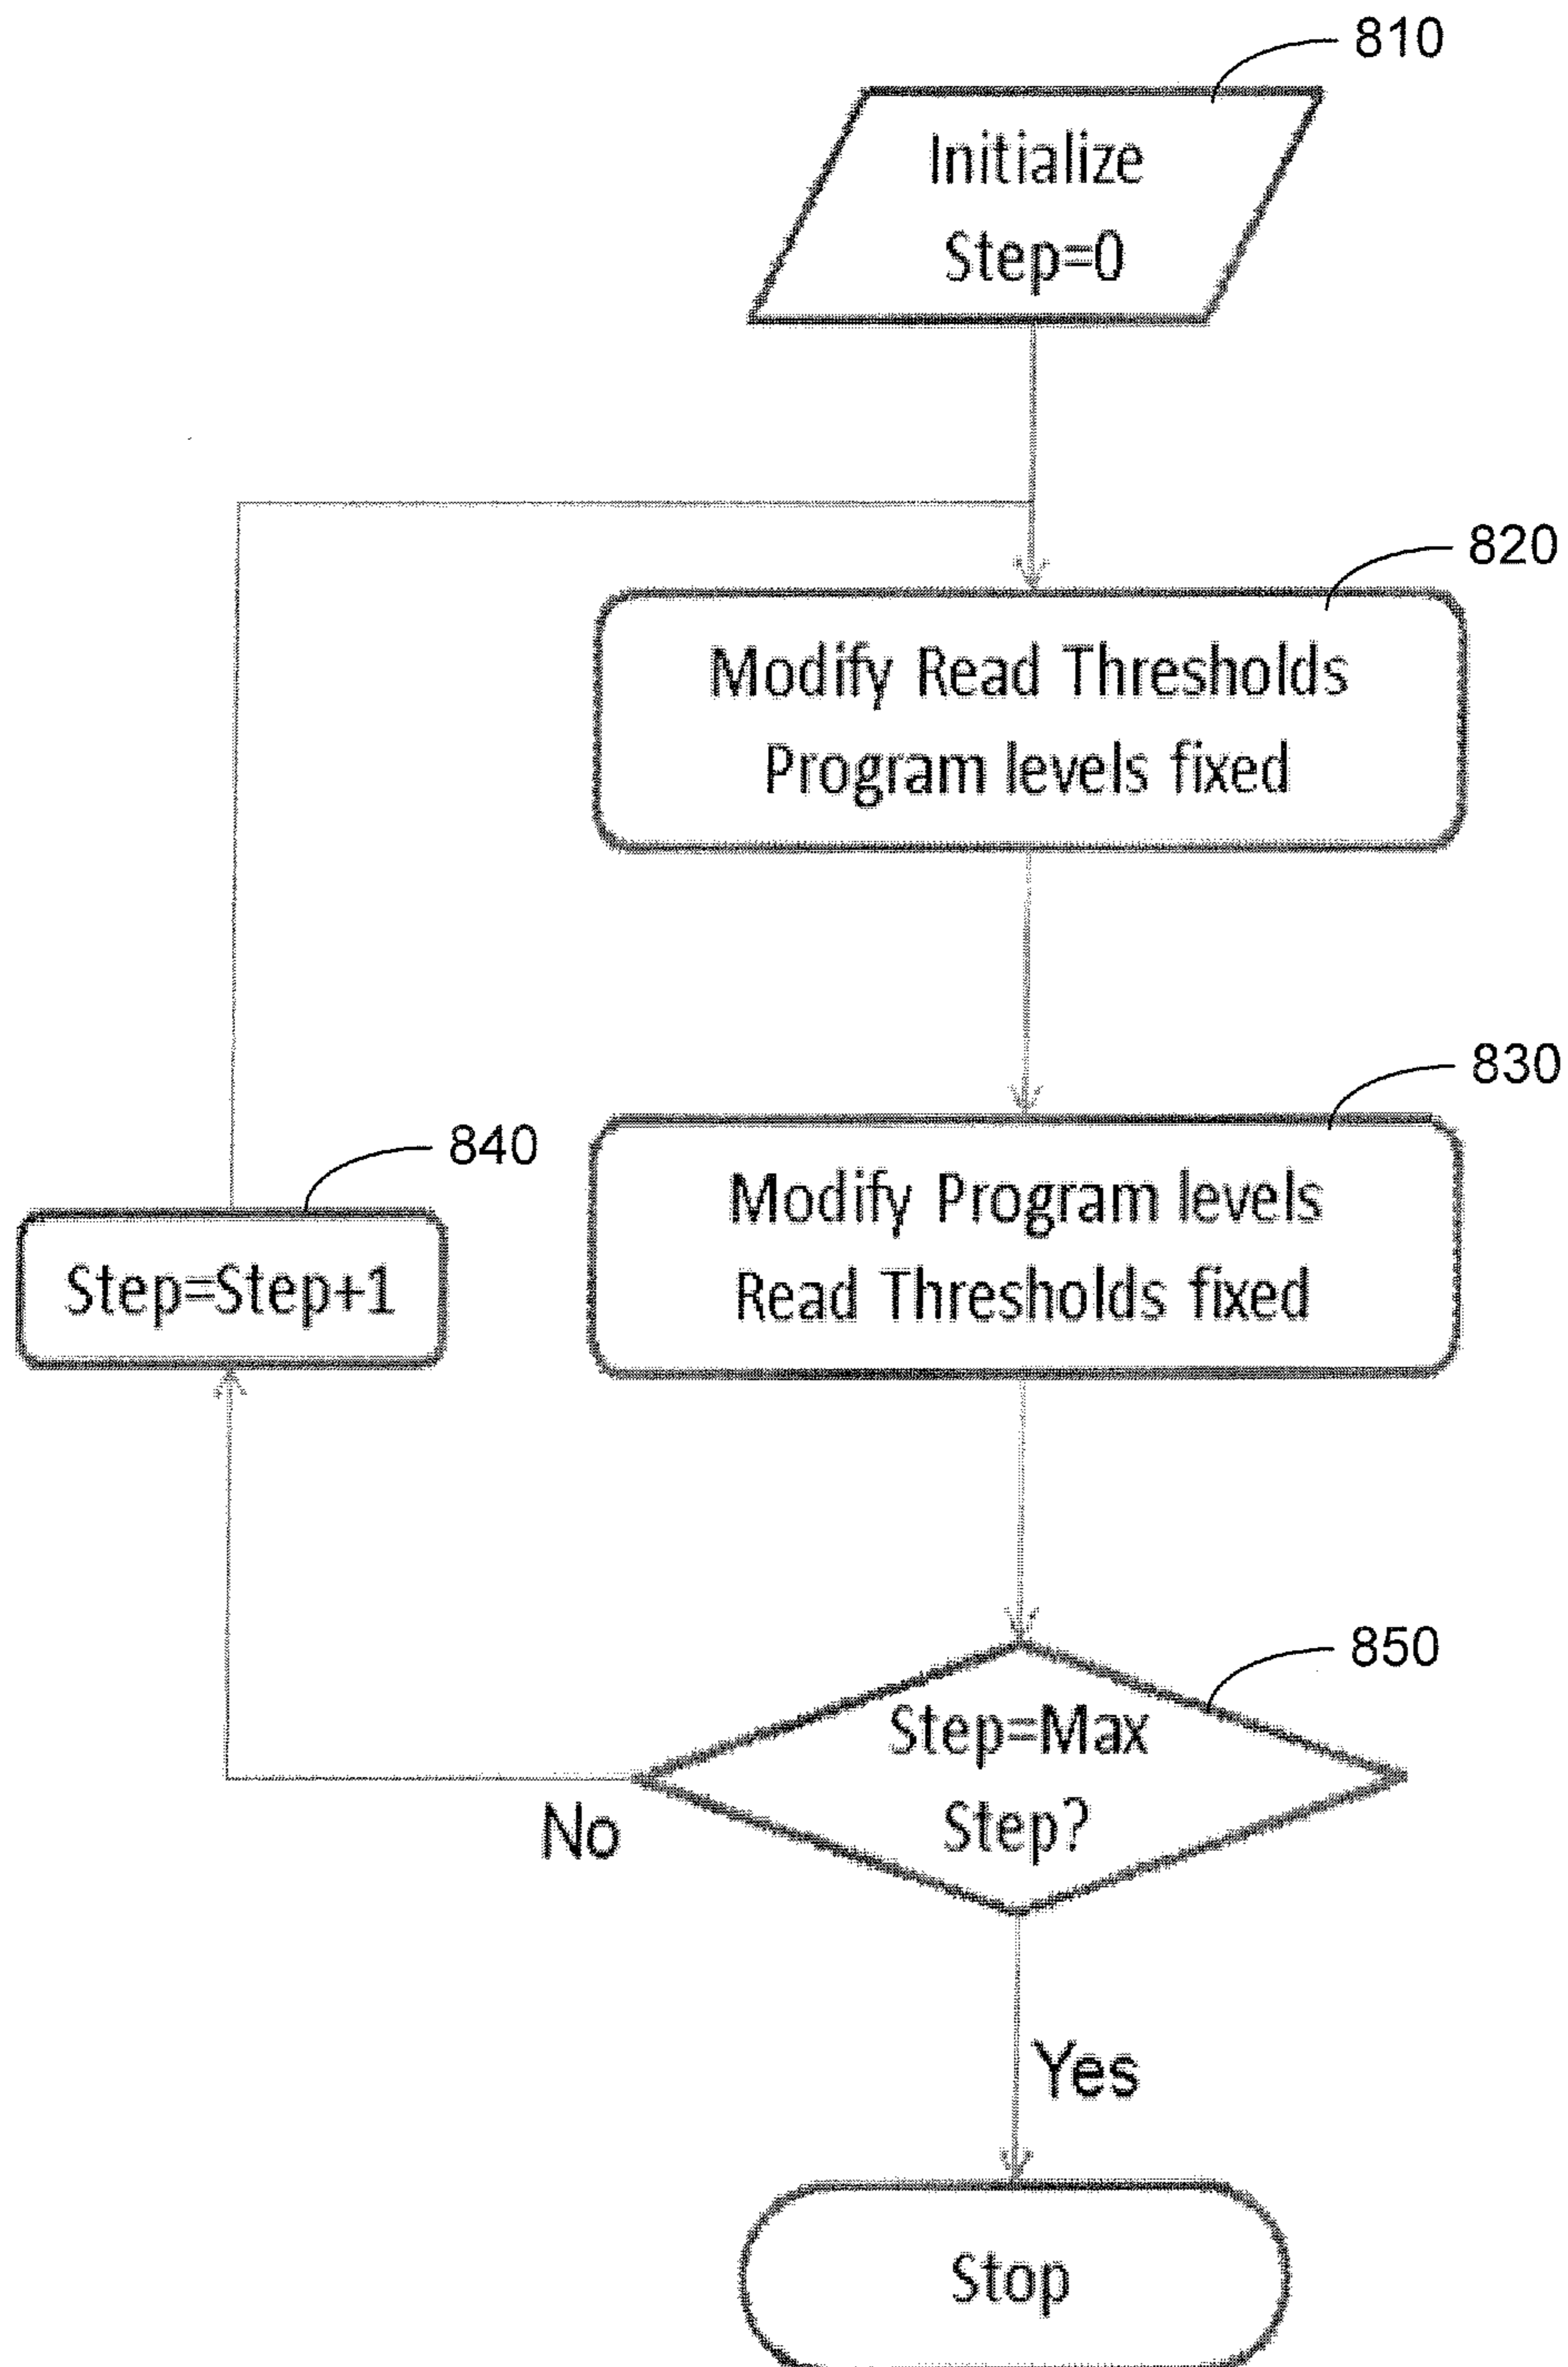 810
Initialize
Step=0
820
Modify Read Thresholds
Program levels fixed
830
Modify Program levels
Read Thresholds fixed
840
Step=Step+1
850
Step=Max
Step?
No
Yes
Stop